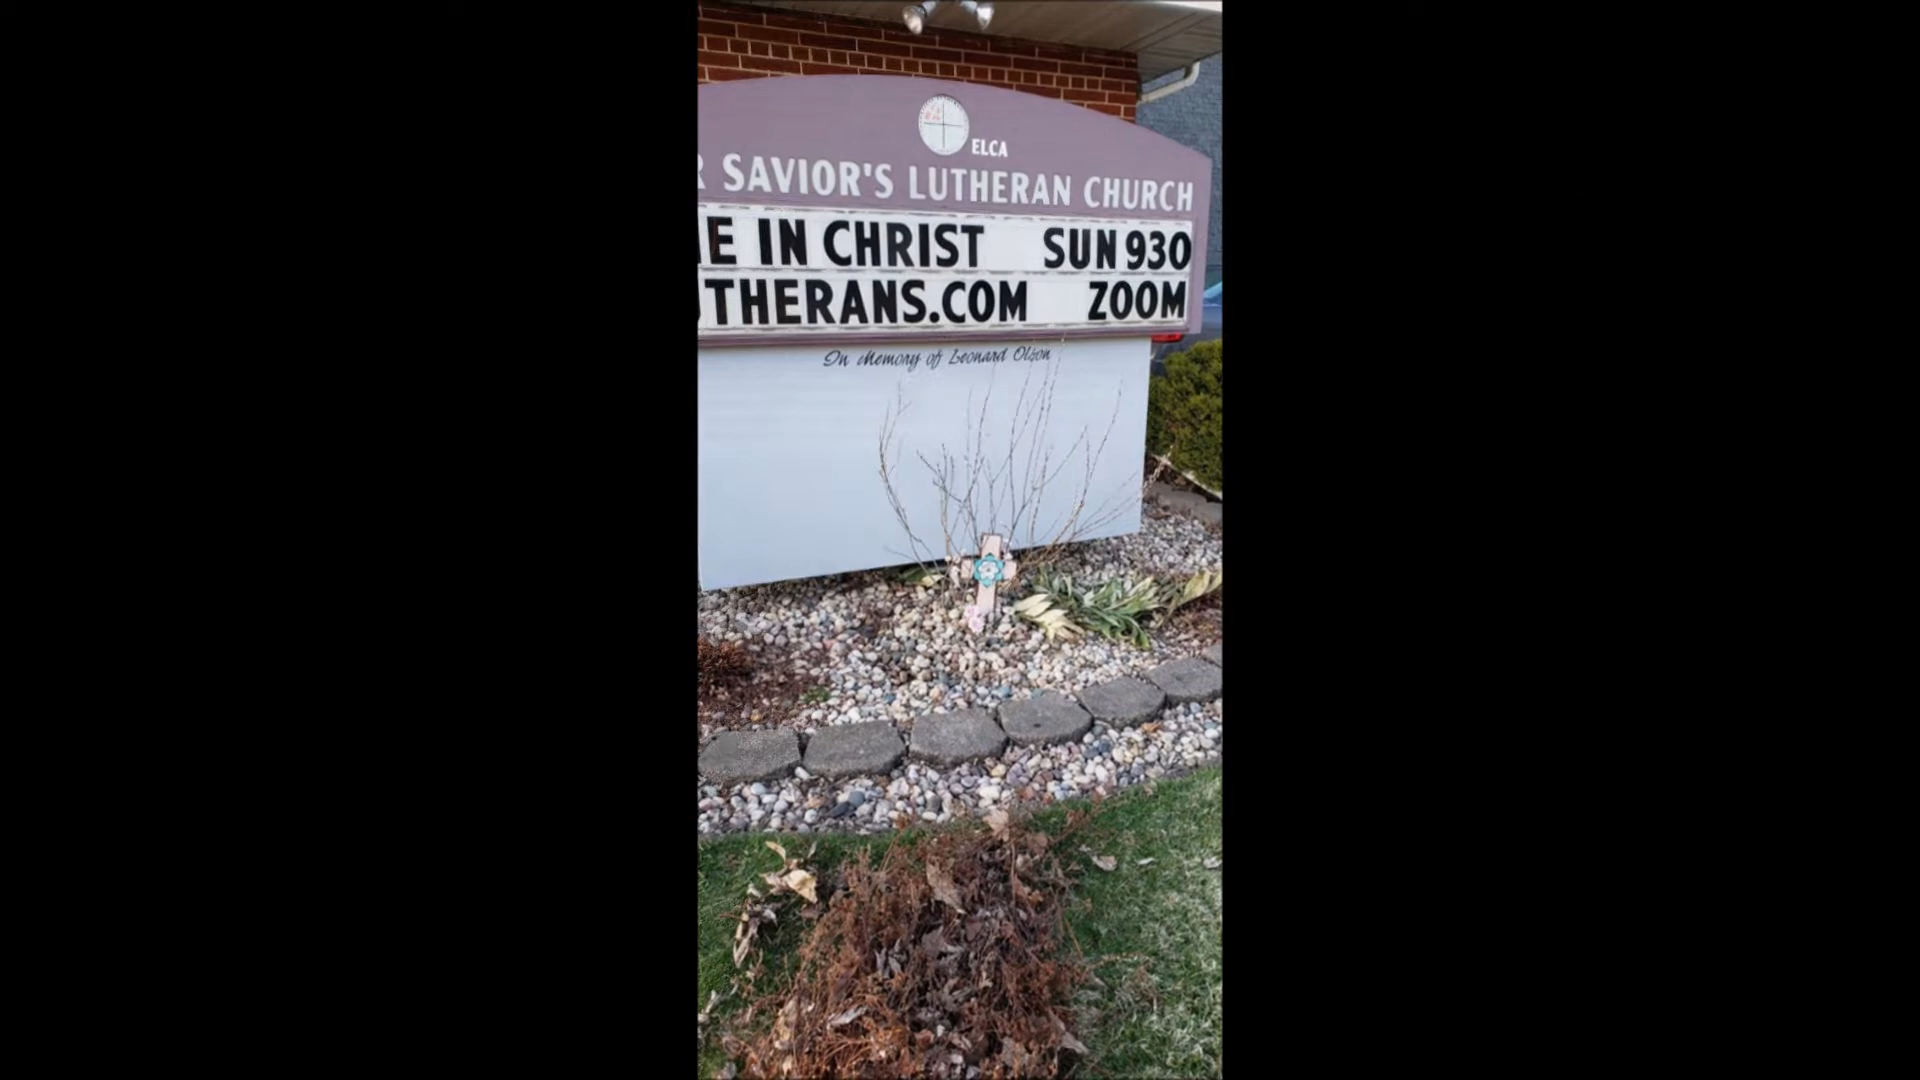 ELCA
R SAVIOR'S LUTHERAN CHURCH
E IN CHRIST SUN 930
THERANS.COM ZOOM
In Memory of Leonard Olson